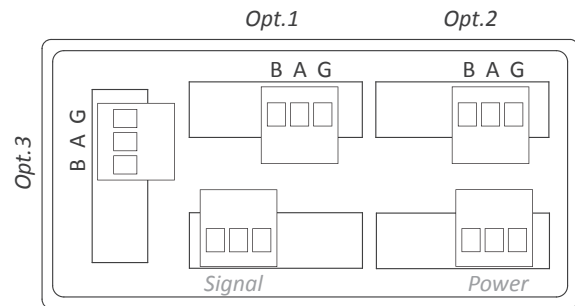 Opt.1
Opt.2
B A G
B A G
Opt.3
B A G
Signal
Power